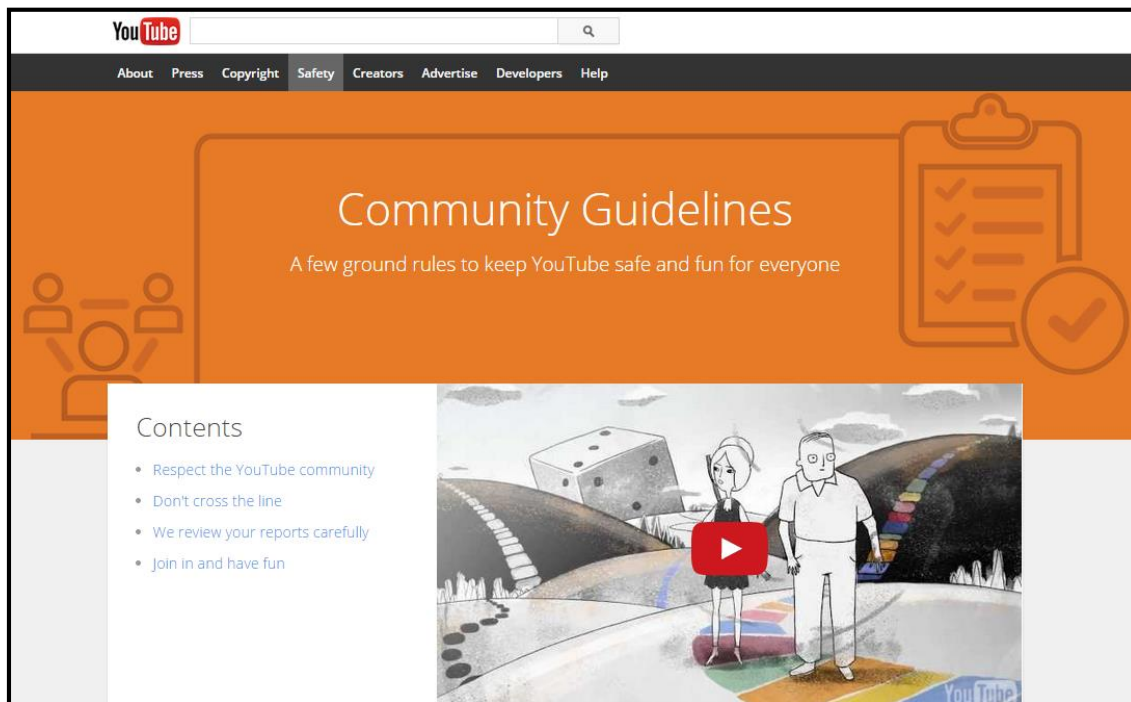 YouTube
About Press Copyright Safety Creators Advertise Developers Help
Community Guidelines
A few ground rules to keep YouTube safe and fun for everyone
Contents
Respect the YouTube community
Don't cross the line
We review your reports carefully
Join in and have fun
YouTube